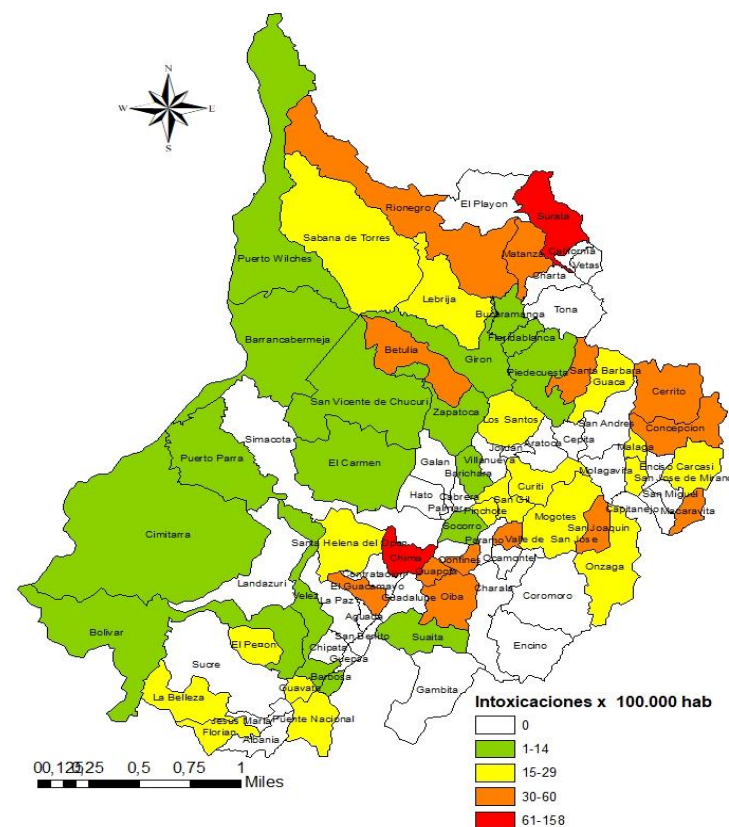 N
W E
S
El Playon
Surata
Rionegro
California
Matanza
Vetas
Charta
Sabana de Torres
Puerto Wilches
Lebrija
Tona
Bucaramanga
Barrancabermeja
Floridablanca
Betulia
Giron
Piedecuesta
Santa Barbara
Guaca
Cerrito
San Vicente de Chucuri
Zapatoca
Concepcion
Los Santos
San Andres
Simacota
Jordan
Aratoca
Cepita
Malaga
Puerto Parra
El Carmen
Galan
Villanueva
Barichara
Molagavita
Enciso
Carcasi
San Jose de Miranda
Curiti
Hato
Cabrera
San Gil
San Miguel
Palmar
Pinchote
Capitanejo
Macaravita
Mogotes
Socorro
San Joaquin
Cimitarra
Santa Helena del Opon
Paramo
Valle de San Jose
Chima
Confines
Ocamonte
Onzaga
Contratacion
Guapota
Landazuri
El Guacamayo
Guadalupe
Oiba
Charala
Velez
La Paz
Coromoro
Aguada
Bolivar
Suaita
El Peñon
Chipata
San Benito
Encino
Sucre
Guepsa
Barbosa
Gambita
Guavata
La Belleza
Jesus Maria
Puente Nacional
Florian
Albania
Intoxicaciones x 100.000 hab
0
1-14
15-29
30-60
61-158
0,5 0,75 1
Miles